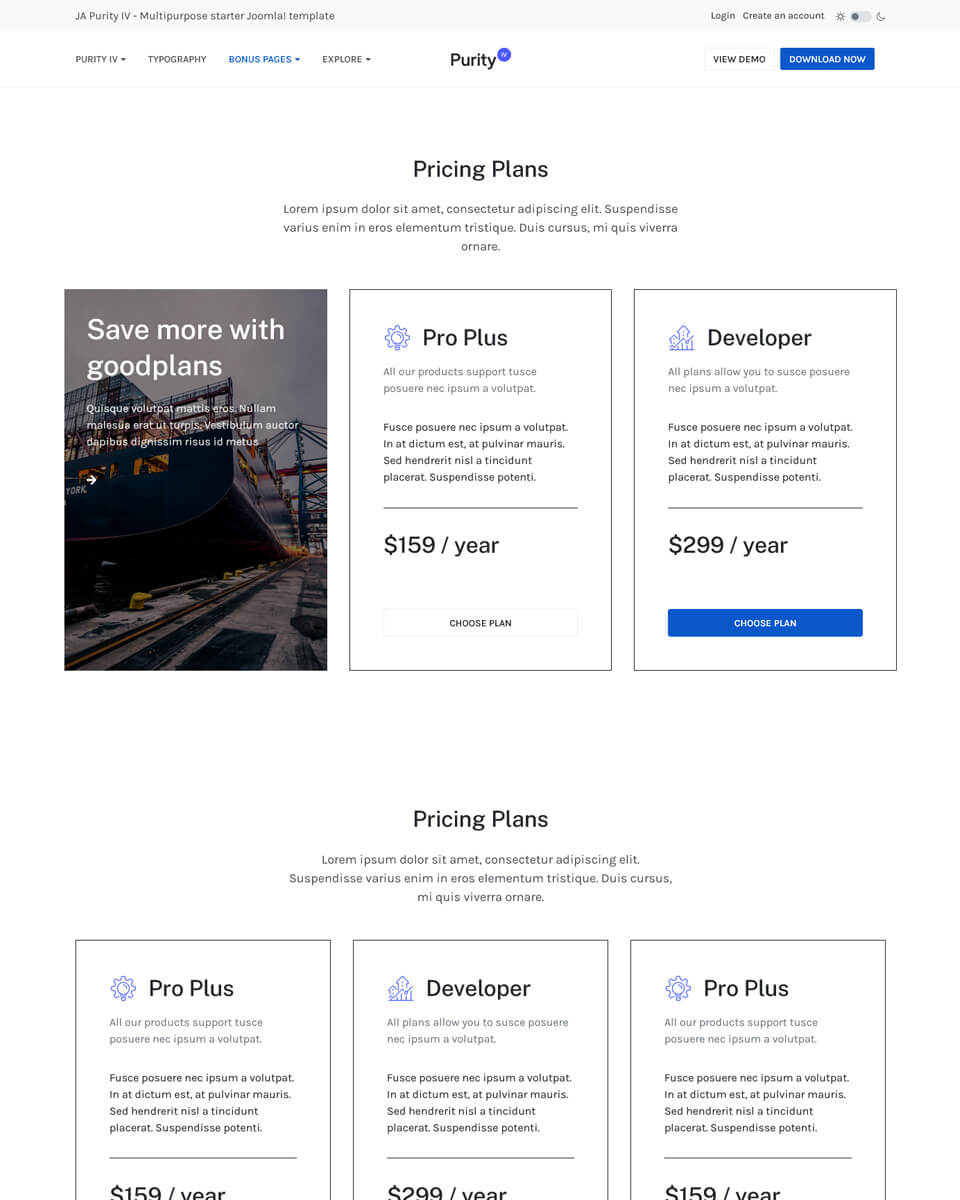 JA Purity IV - Multipurpose starter Joomla! template
Login Create an account
PURITY IV TYPOGRAPHY BONUS PAGES EXPLORE
Purity IV
VIEW DEMO DOWNLOAD NOW
Pricing Plans
Lorem ipsum dolor sit amet, consectetur adipiscing elit. Suspendisse
varius enim in eros elementum tristique. Duis cursus, mi quis viverra
ornare.
Save more with
goodplans
Quisque volutpat mattis eros. Nullam
malesua erat ut turpis. Vestibulum auctor
dapibus dignissim risus id metus
YORK
Pro Plus
All our products support tusce
posuere nec ipsum a volutpat.
Fusce posuere nec ipsum a volutpat.
In at dictum est, at pulvinar mauris.
Sed hendrerit nisl a tincidunt
placerat. Suspendisse potenti.
$159 / year
CHOOSE PLAN
Developer
All plans allow you to susce posuere
nec ipsum a volutpat.
Fusce posuere nec ipsum a volutpat.
In at dictum est, at pulvinar mauris.
Sed hendrerit nisl a tincidunt
placerat. Suspendisse potenti.
$299 / year
CHOOSE PLAN
Pricing Plans
Lorem ipsum dolor sit amet, consectetur adipiscing elit.
Suspendisse varius enim in eros elementum tristique. Duis cursus,
mi quis viverra ornare.
Pro Plus
All our products support tusce
posuere nec ipsum a volutpat.
Fusce posuere nec ipsum a volutpat.
In at dictum est, at pulvinar mauris.
Sed hendrerit nisl a tincidunt
placerat. Suspendisse potenti.
$159 / year
Developer
All plans allow you to susce posuere
nec ipsum a volutpat.
Fusce posuere nec ipsum a volutpat.
In at dictum est, at pulvinar mauris.
Sed hendrerit nisl a tincidunt
placerat. Suspendisse potenti.
$299 / year
Pro Plus
All our products support tusce
posuere nec ipsum a volutpat.
Fusce posuere nec ipsum a volutpat.
In at dictum est, at pulvinar mauris.
Sed hendrerit nisl a tincidunt
placerat. Suspendisse potenti.
$159 / year